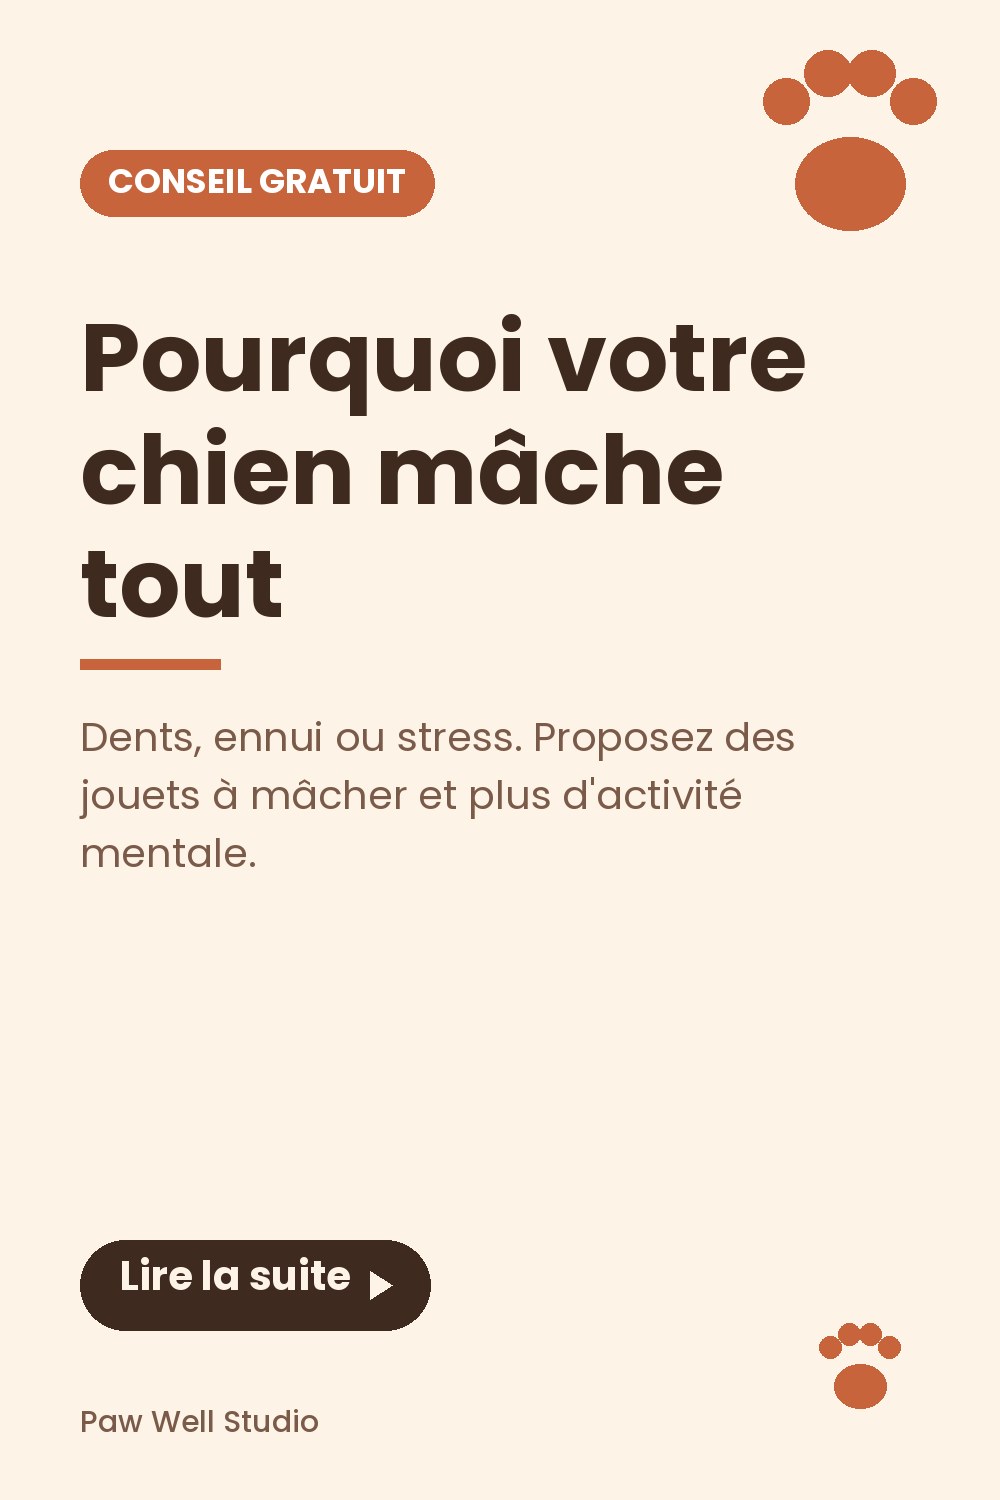 CONSEIL GRATUIT
Pourquoi votre
chien mâche
tout
Dents, ennui ou stress. Proposez des
jouets à mâcher et plus d'activité
mentale.
Lire la suite
Paw Well Studio